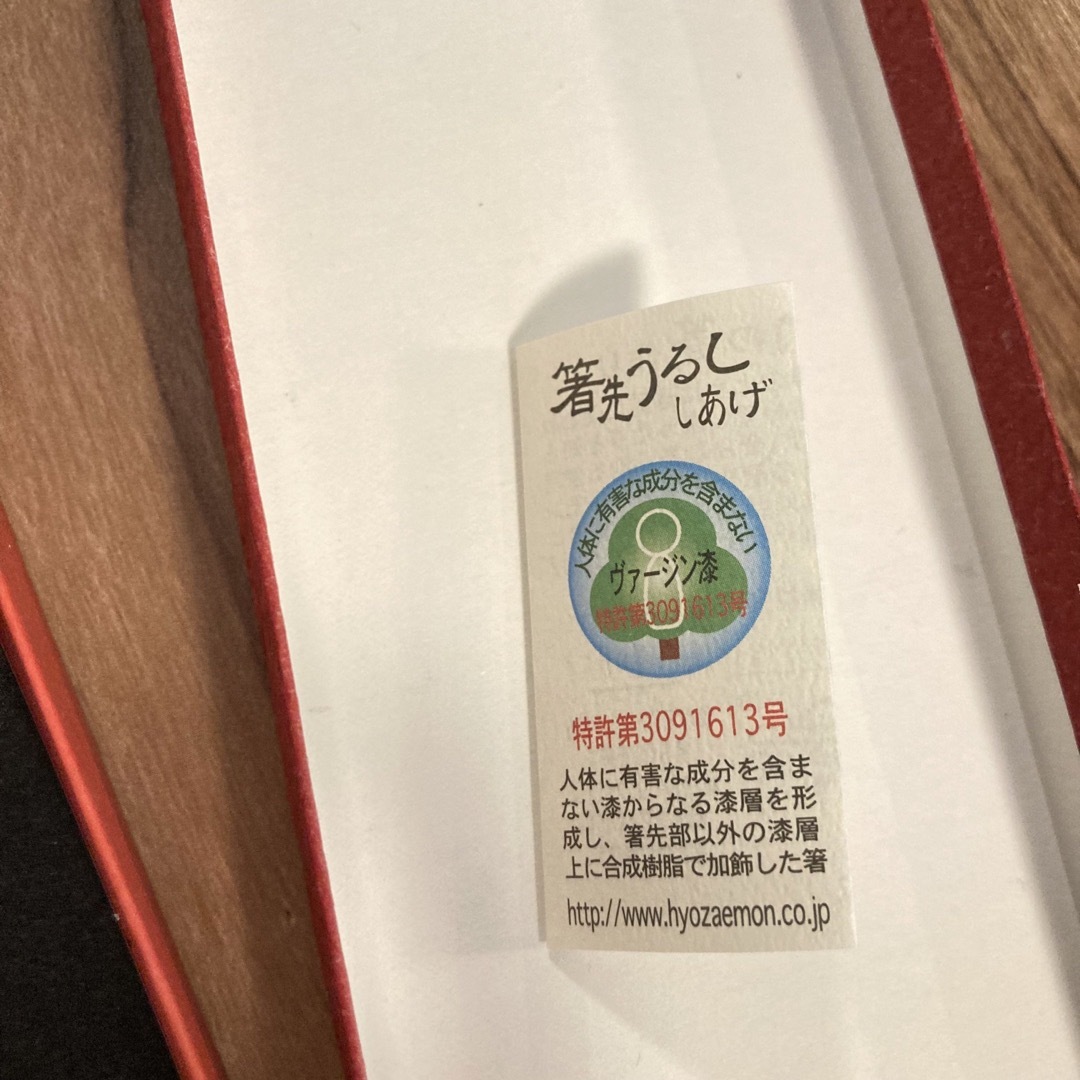 箸先うるし
しあげ
人体に有害な成分を含まない
ヴァージン漆
特許第3091613号
特許第3091613号
人体に有害な成分を含ま
ない漆からなる漆層を形
成し、箸先部以外の漆層
上に合成樹脂で加飾した箸
http://www.hyozaemon.co.jp